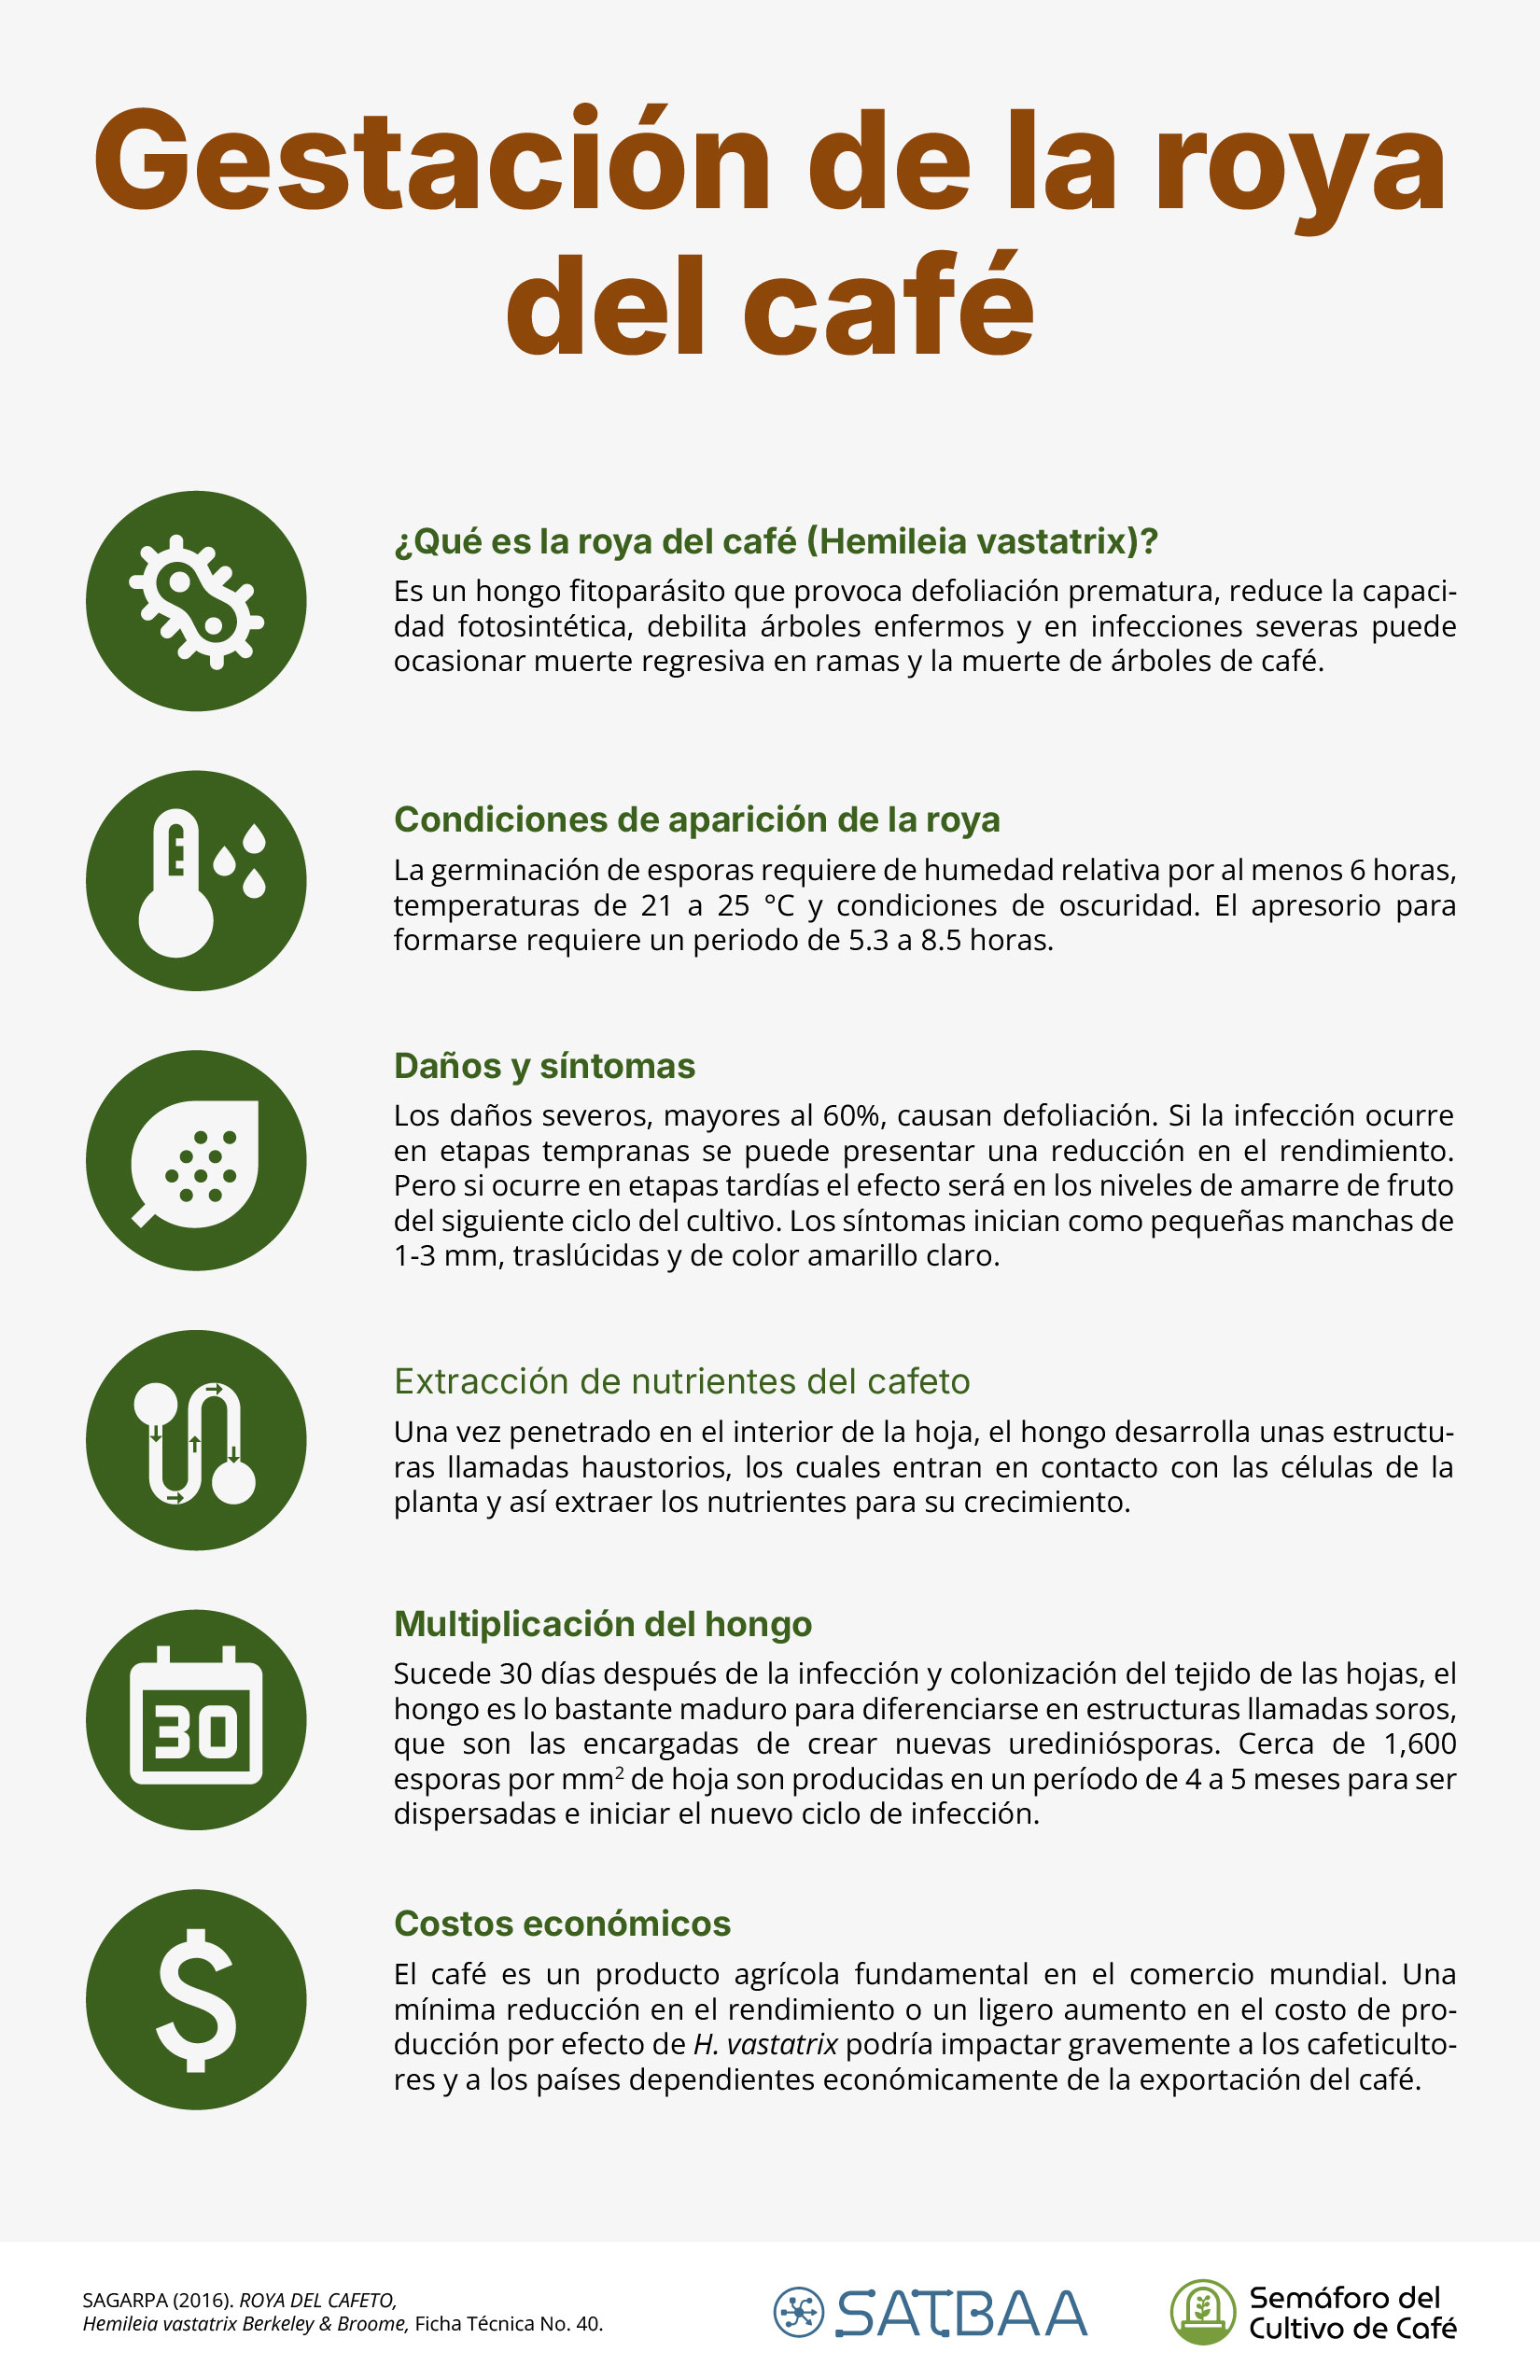 Gestación de la roya
del café
¿Qué es la roya del café (Hemileia vastatrix)?
Es un hongo fitoparásito que provoca defoliación prematura, reduce la capaci-
dad fotosintética, debilita árboles enfermos y en infecciones severas puede
ocasionar muerte regresiva en ramas y la muerte de árboles de café.
Condiciones de aparición de la roya
La germinación de esporas requiere de humedad relativa por al menos 6 horas,
temperaturas de 21 a 25 °C y condiciones de oscuridad. El apresorio para
formarse requiere un periodo de 5.3 a 8.5 horas.
Daños y síntomas
Los daños severos, mayores al 60%, causan defoliación. Si la infección ocurre
en etapas tempranas se puede presentar una reducción en el rendimiento.
Pero si ocurre en etapas tardías el efecto será en los niveles de amarre de fruto
del siguiente ciclo del cultivo. Los síntomas inician como pequeñas manchas de
1-3 mm, traslúcidas y de color amarillo claro.
Extracción de nutrientes del cafeto
Una vez penetrado en el interior de la hoja, el hongo desarrolla unas estructu-
ras llamadas haustorios, los cuales entran en contacto con las células de la
planta y así extraer los nutrientes para su crecimiento.
30
Multiplicación del hongo
Sucede 30 días después de la infección y colonización del tejido de las hojas, el
hongo es lo bastante maduro para diferenciarse en estructuras llamadas soros,
que son las encargadas de crear nuevas urediniósporas. Cerca de 1,600
esporas por mm² de hoja son producidas en un período de 4 a 5 meses para ser
dispersadas e iniciar el nuevo ciclo de infección.
$
Costos económicos
El café es un producto agrícola fundamental en el comercio mundial. Una
mínima reducción en el rendimiento o un ligero aumento en el costo de pro-
ducción por efecto de H. vastatrix podría impactar gravemente a los cafeticulto-
res y a los países dependientes económicamente de la exportación del café.
SAGARPA (2016). ROYA DEL CAFETO,
Hemileia vastatrix Berkeley & Broome, Ficha Técnica No. 40.
SATBAA
Semáforo del
Cultivo de Café